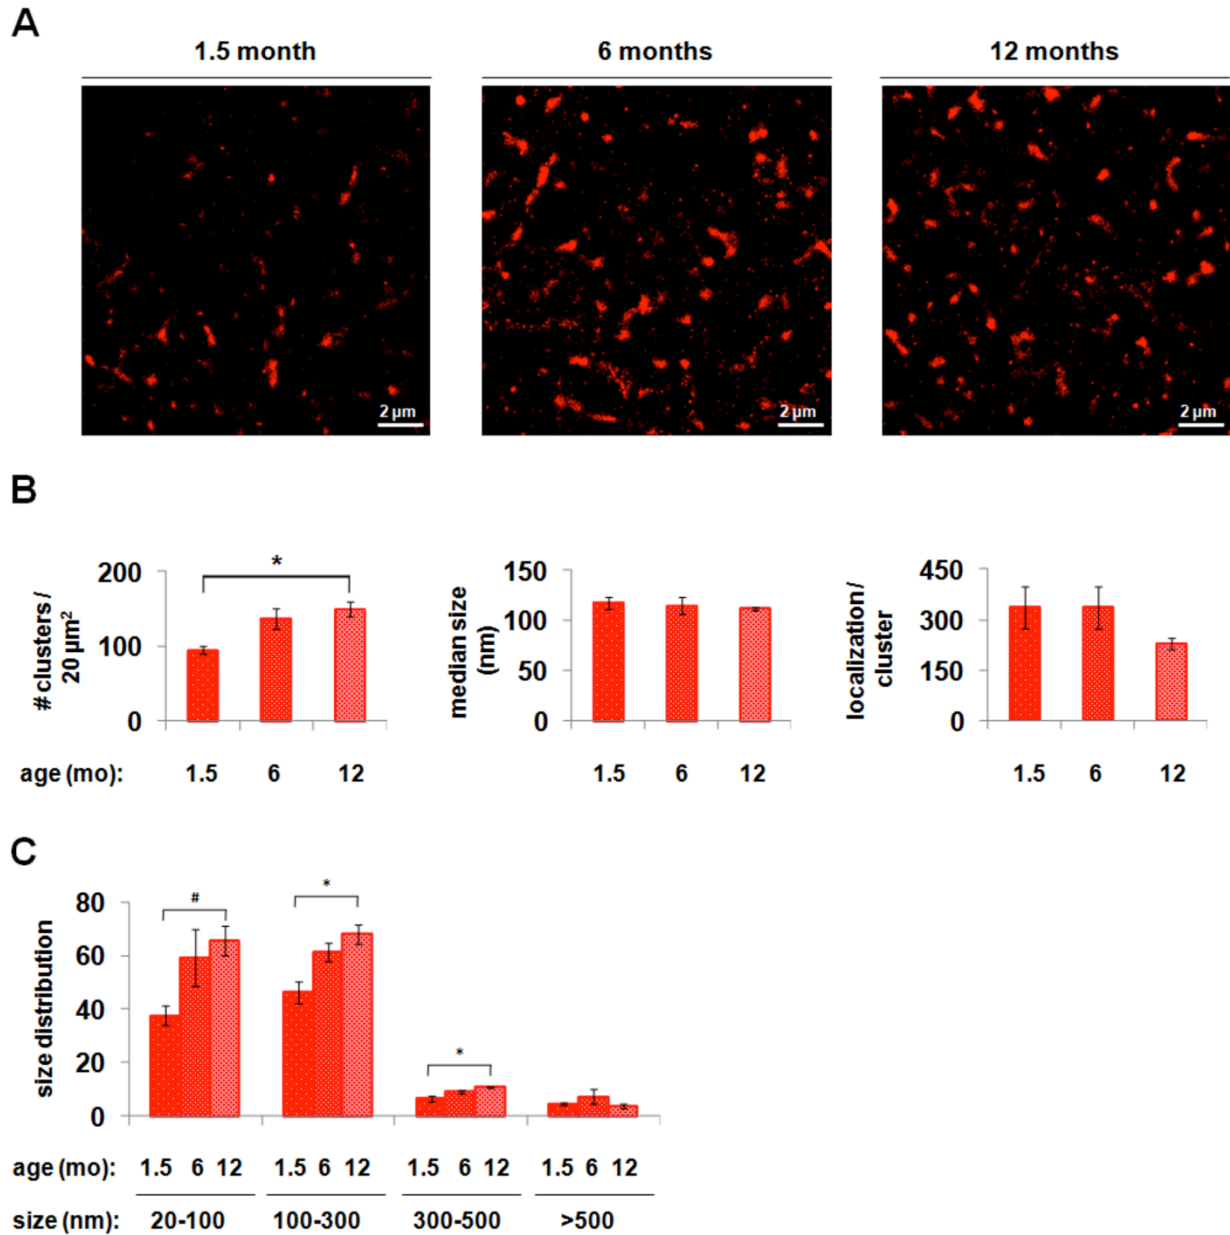 A
1.5 month
6 months
12 months
2 µm
2 µm
2 µm
B
# clusters /
20 µm²
200
100
0
*
median size
(nm)
150
100
50
0
localization /
cluster
450
300
150
0
age (mo): 1.5 6 12
1.5 6 12
1.5 6 12
C
size distribution
80
60
40
20
0
#
*
*
age (mo): 1.5 6 12 1.5 6 12 1.5 6 12 1.5 6 12
size (nm): 20-100 100-300 300-500 >500